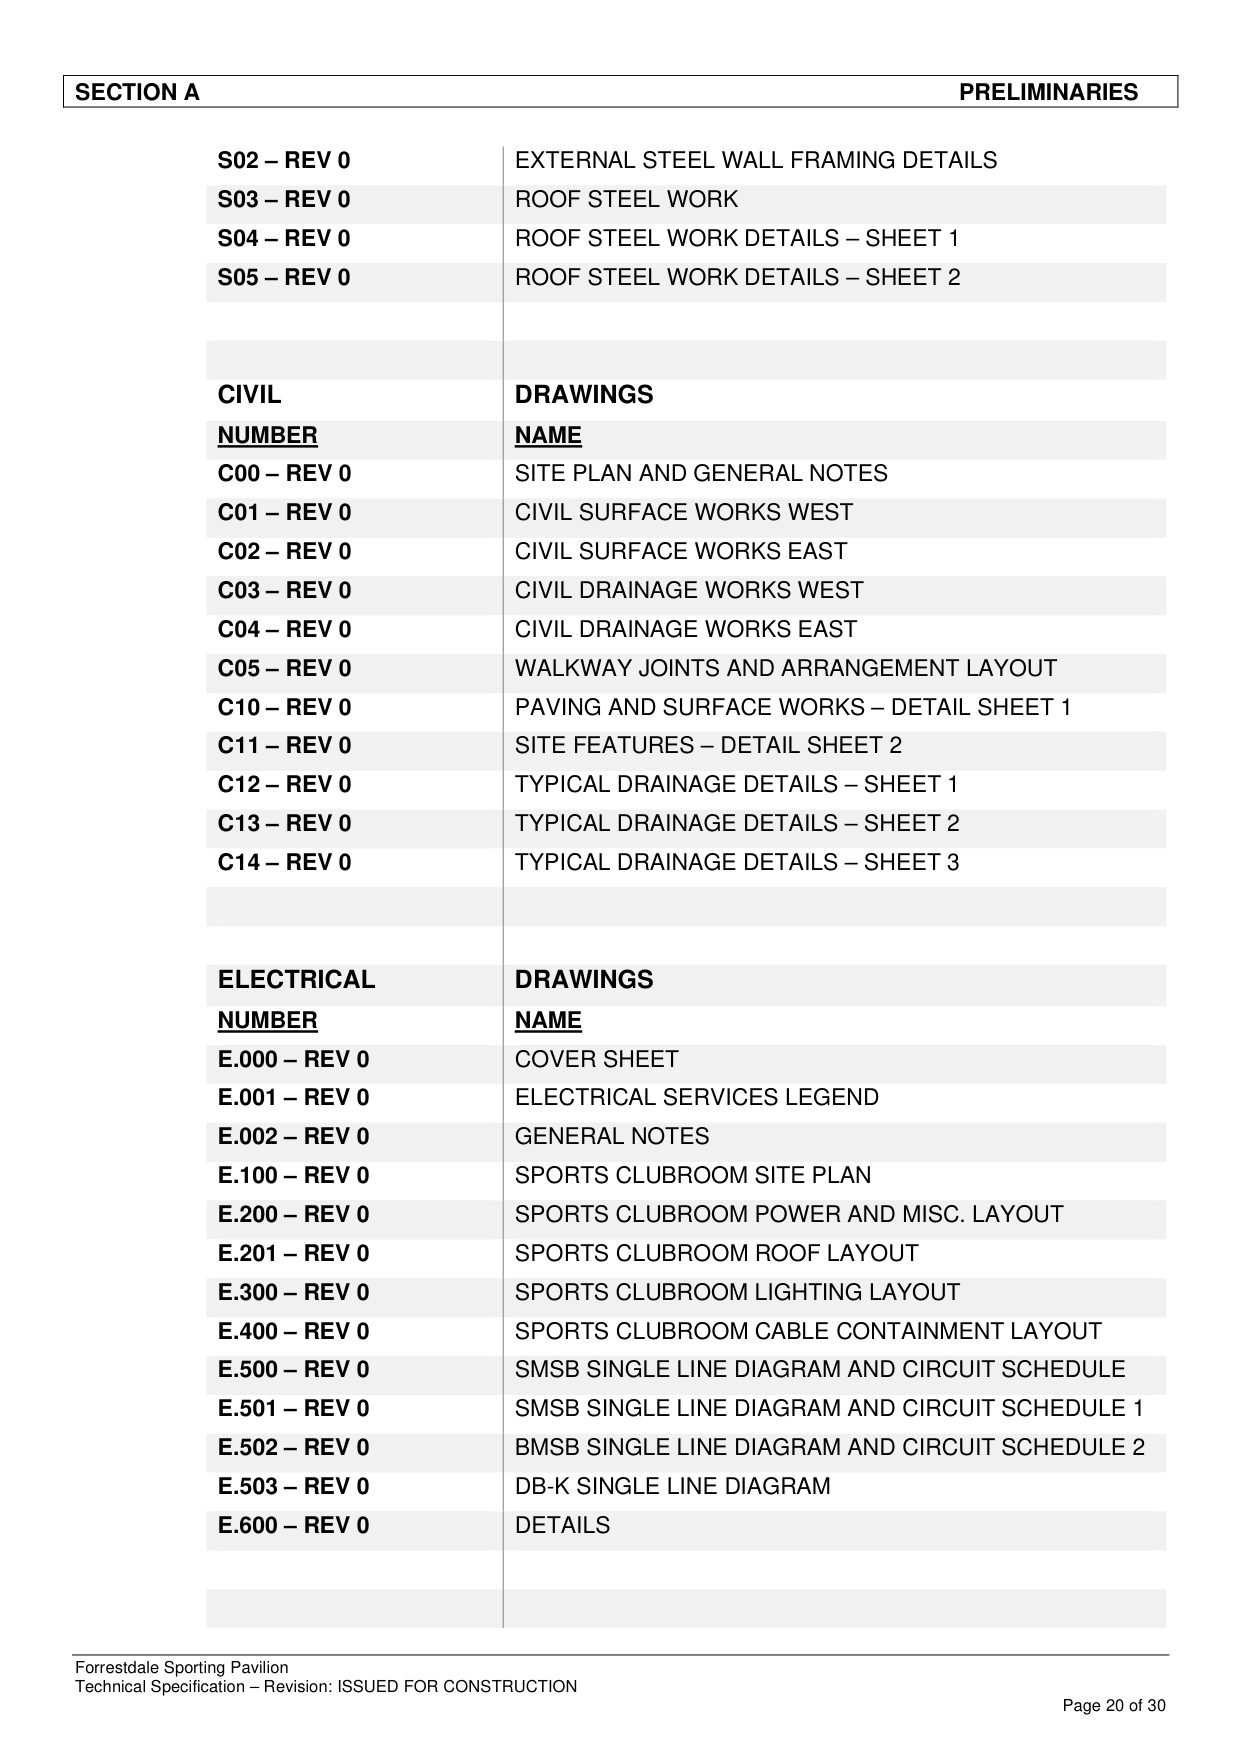 SECTION A PRELIMINARIES
S02 – REV 0 EXTERNAL STEEL WALL FRAMING DETAILS
S03 – REV 0 ROOF STEEL WORK
S04 – REV 0 ROOF STEEL WORK DETAILS – SHEET 1
S05 – REV 0 ROOF STEEL WORK DETAILS – SHEET 2
CIVIL DRAWINGS
NUMBER NAME
C00 – REV 0 SITE PLAN AND GENERAL NOTES
C01 – REV 0 CIVIL SURFACE WORKS WEST
C02 – REV 0 CIVIL SURFACE WORKS EAST
C03 – REV 0 CIVIL DRAINAGE WORKS WEST
C04 – REV 0 CIVIL DRAINAGE WORKS EAST
C05 – REV 0 WALKWAY JOINTS AND ARRANGEMENT LAYOUT
C10 – REV 0 PAVING AND SURFACE WORKS – DETAIL SHEET 1
C11 – REV 0 SITE FEATURES – DETAIL SHEET 2
C12 – REV 0 TYPICAL DRAINAGE DETAILS – SHEET 1
C13 – REV 0 TYPICAL DRAINAGE DETAILS – SHEET 2
C14 – REV 0 TYPICAL DRAINAGE DETAILS – SHEET 3
ELECTRICAL DRAWINGS
NUMBER NAME
E.000 – REV 0 COVER SHEET
E.001 – REV 0 ELECTRICAL SERVICES LEGEND
E.002 – REV 0 GENERAL NOTES
E.100 – REV 0 SPORTS CLUBROOM SITE PLAN
E.200 – REV 0 SPORTS CLUBROOM POWER AND MISC. LAYOUT
E.201 – REV 0 SPORTS CLUBROOM ROOF LAYOUT
E.300 – REV 0 SPORTS CLUBROOM LIGHTING LAYOUT
E.400 – REV 0 SPORTS CLUBROOM CABLE CONTAINMENT LAYOUT
E.500 – REV 0 SMSB SINGLE LINE DIAGRAM AND CIRCUIT SCHEDULE
E.501 – REV 0 SMSB SINGLE LINE DIAGRAM AND CIRCUIT SCHEDULE 1
E.502 – REV 0 BMSB SINGLE LINE DIAGRAM AND CIRCUIT SCHEDULE 2
E.503 – REV 0 DB-K SINGLE LINE DIAGRAM
E.600 – REV 0 DETAILS
Forrestdale Sporting Pavilion
Technical Specification – Revision: ISSUED FOR CONSTRUCTION
Page 20 of 30